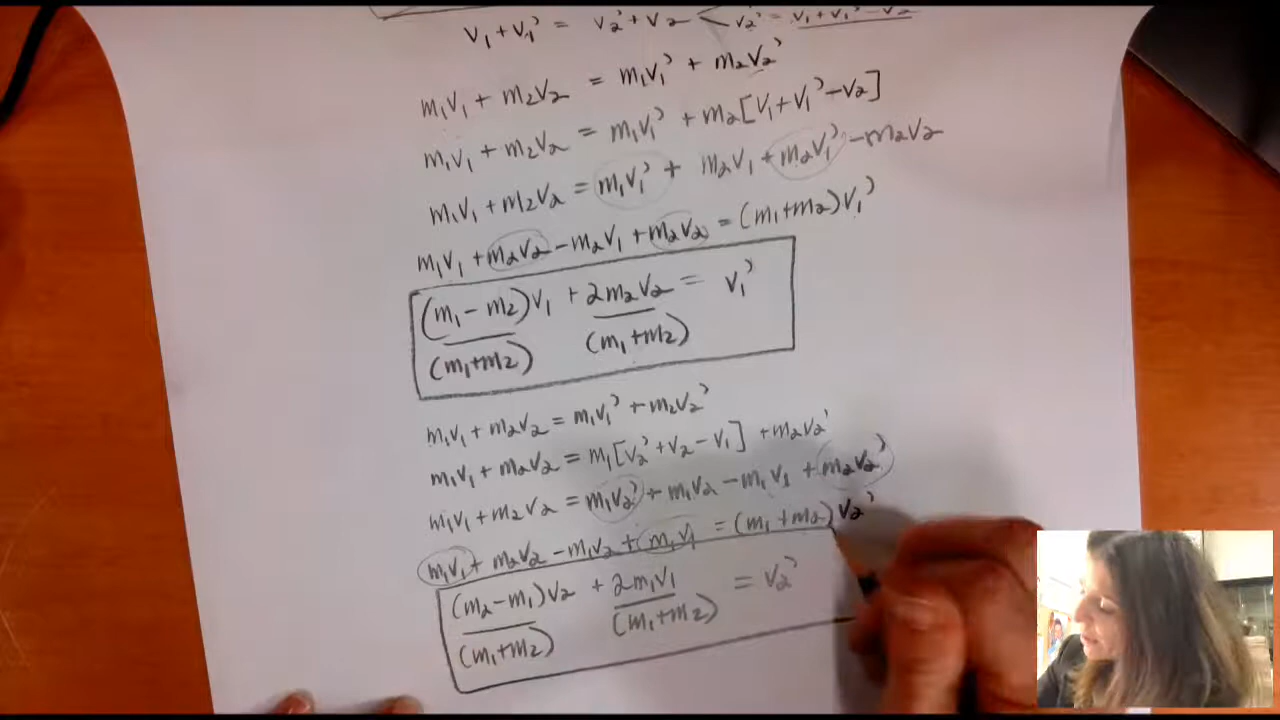 v₁ + v₁' = v₂' + v₂ < v₂' = v₁ + v₁' - v₂
m₁v₁ + m₂v₂ = m₁v₁' + m₂v₂'
m₁v₁ + m₂v₂ = m₁v₁' + m₂[v₁ + v₁' - v₂]
m₁v₁ + m₂v₂ = m₁v₁' + m₂v₁ + m₂v₁' - m₂v₂
m₁v₁ + m₂v₂ - m₂v₁ + m₂v₂ = (m₁+m₂)v₁'
(m₁ - m₂)v₁ + 2m₂v₂ = v₁'
(m₁+m₂) (m₁+m₂)
m₁v₁ + m₂v₂ = m₁v₁' + m₂v₂'
m₁v₁ + m₂v₂ = m₁[v₂' + v₂ - v₁] + m₂v₂'
m₁v₁ + m₂v₂ = m₁v₂' + m₁v₂ - m₁v₁ + m₂v₂'
m₁v₁ + m₂v₂ - m₁v₂ + m₁v₁ = (m₁ + m₂)v₂'
(m₂ - m₁)v₂ + 2m₁v₁ = v₂'
(m₁+m₂) (m₁+m₂)